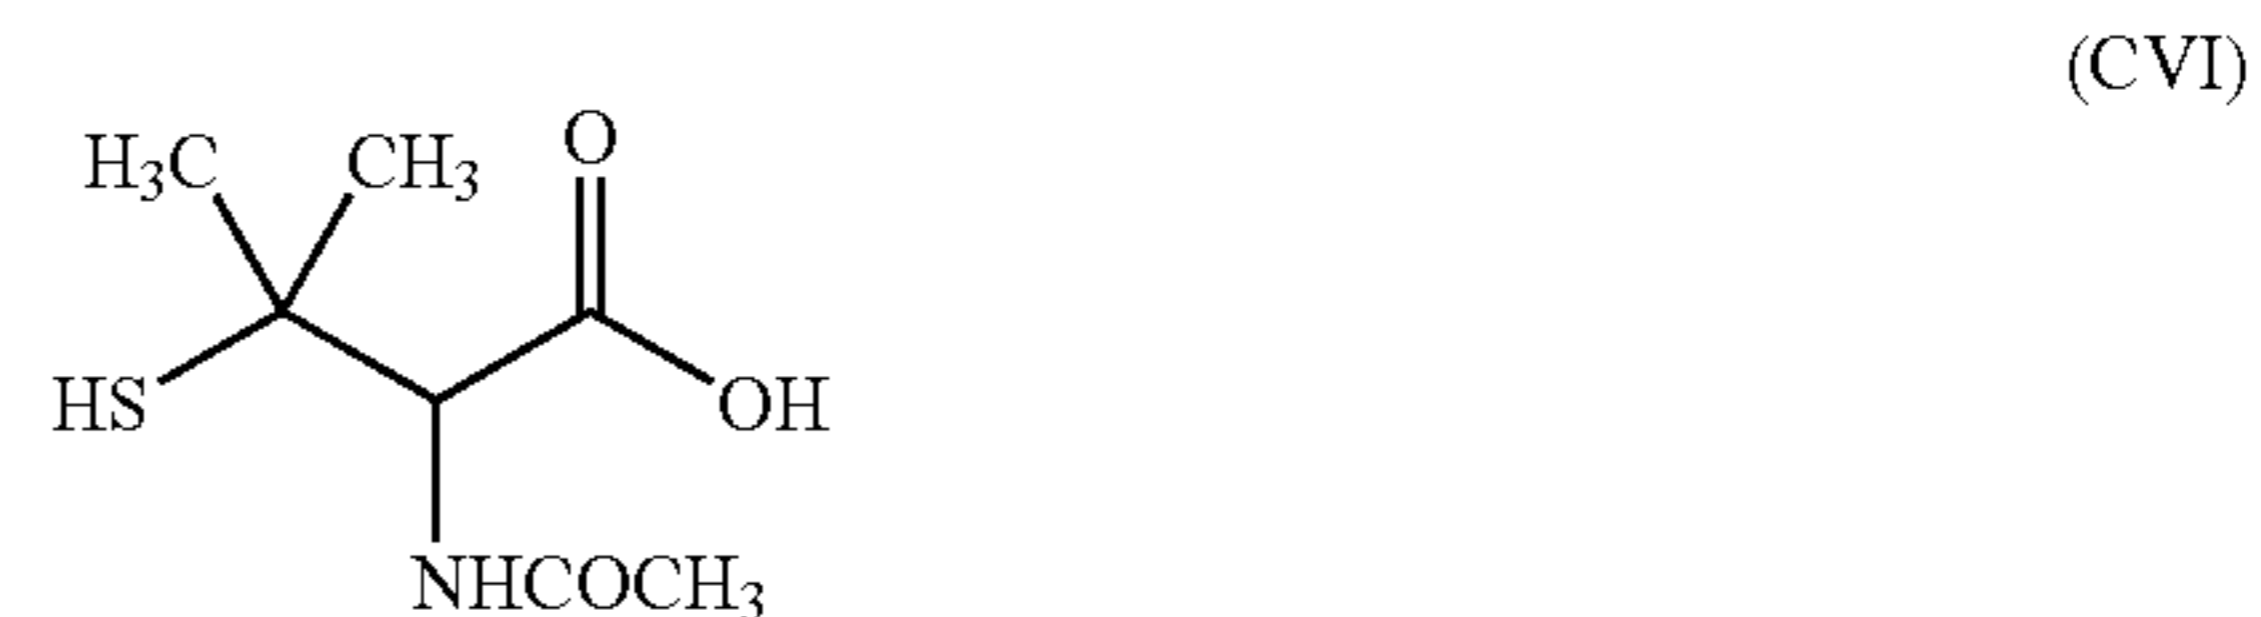 (CVI)
H₃C CH₃ O
HS OH
NHCOCH₃